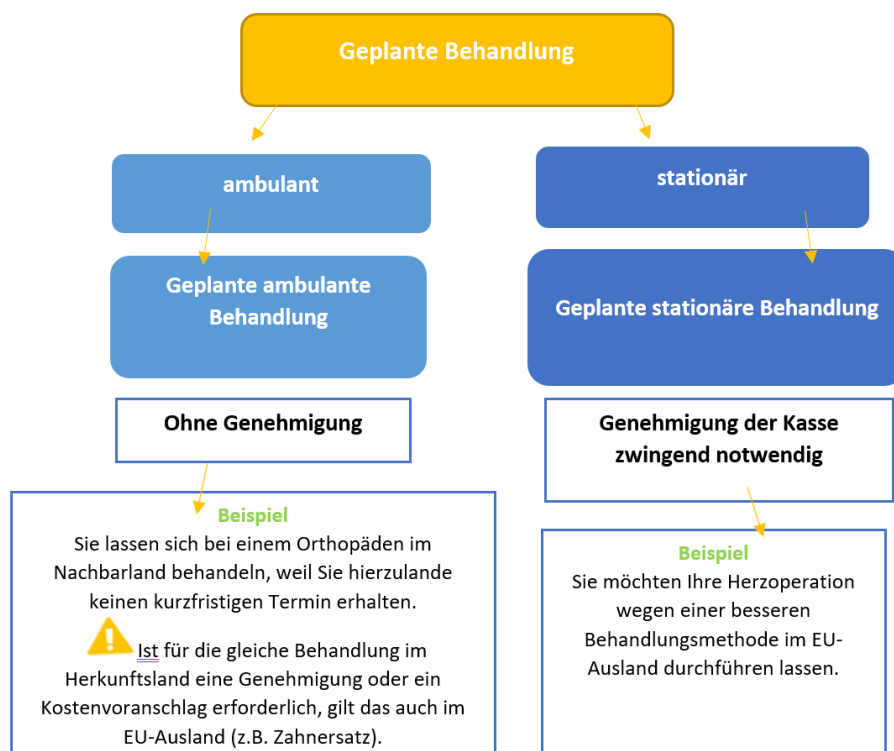 Geplante Behandlung
ambulant
stationär
Geplante ambulante
Behandlung
Geplante stationäre Behandlung
Ohne Genehmigung
Genehmigung der Kasse
zwingend notwendig
Beispiel
Sie lassen sich bei einem Orthopäden im
Nachbarland behandeln, weil Sie hierzulande
keinen kurzfristigen Termin erhalten.
Ist für die gleiche Behandlung im
Herkunftsland eine Genehmigung oder ein
Kostenvoranschlag erforderlich, gilt das auch im
EU-Ausland (z.B. Zahnersatz).
Beispiel
Sie möchten Ihre Herzoperation
wegen einer besseren
Behandlungsmethode im EU-
Ausland durchführen lassen.